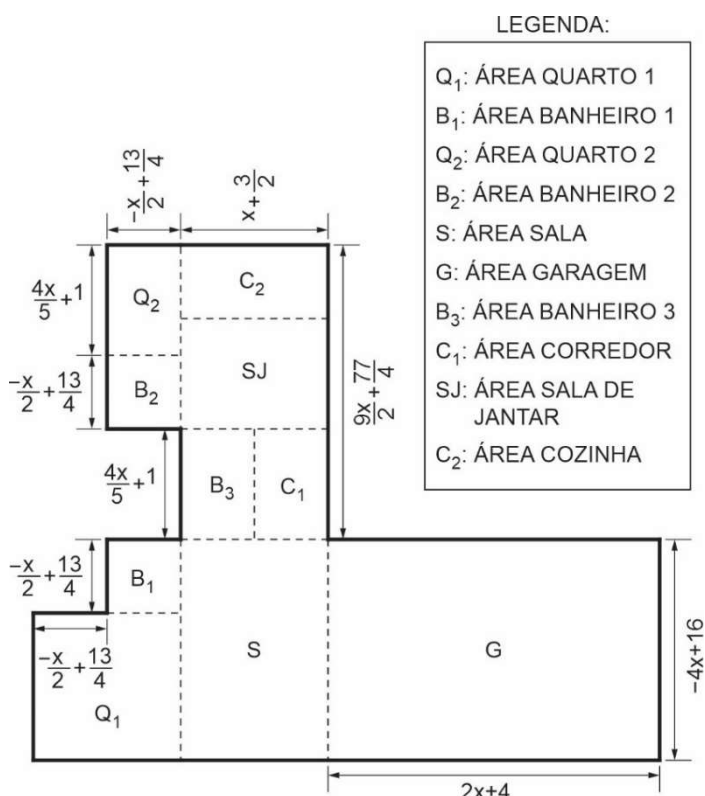 LEGENDA:
Q₁: ÁREA QUARTO 1
B₁: ÁREA BANHEIRO 1
Q₂: ÁREA QUARTO 2
B₂: ÁREA BANHEIRO 2
S: ÁREA SALA
G: ÁREA GARAGEM
B₃: ÁREA BANHEIRO 3
C₁: ÁREA CORREDOR
SJ: ÁREA SALA DE
JANTAR
C₂: ÁREA COZINHA
-x/2 + 13/4
x + 3/2
4x/5 + 1
Q₂
C₂
-x/2 + 13/4
B₂
SJ
9x/2 + 77/4
4x/5 + 1
B₃
C₁
-x/2 + 13/4
B₁
-x/2 + 13/4
Q₁
S
G
-4x+16
2x+4